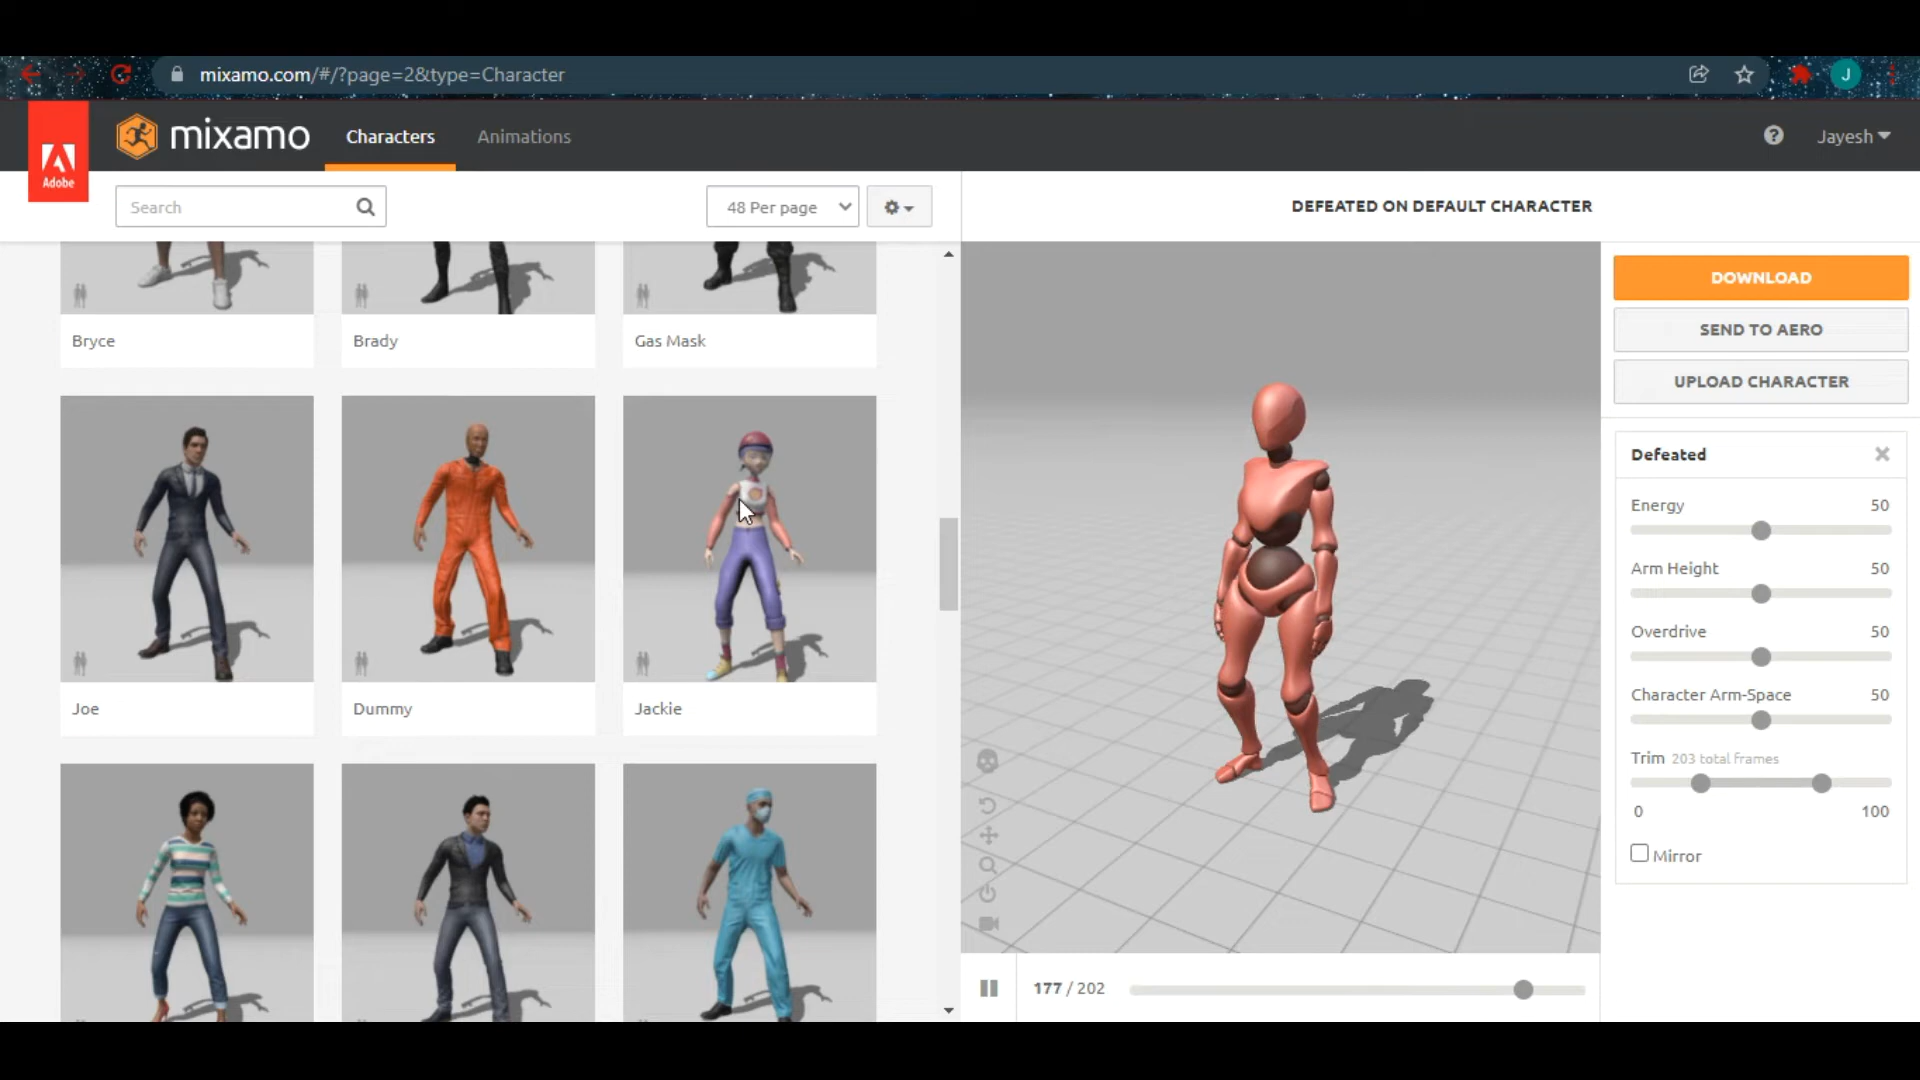 mixamo.com/#/?page=2&type=Character
J
Adobe
mixamo
Characters
Animations
Jayesh
Search
48 Per page
DEFEATED ON DEFAULT CHARACTER
Bryce
Brady
Gas Mask
Joe
Dummy
Jackie
DOWNLOAD
SEND TO AERO
UPLOAD CHARACTER
Defeated
Energy 50
Arm Height 50
Overdrive 50
Character Arm-Space 50
Trim 203 total frames
0 100
Mirror
177 / 202